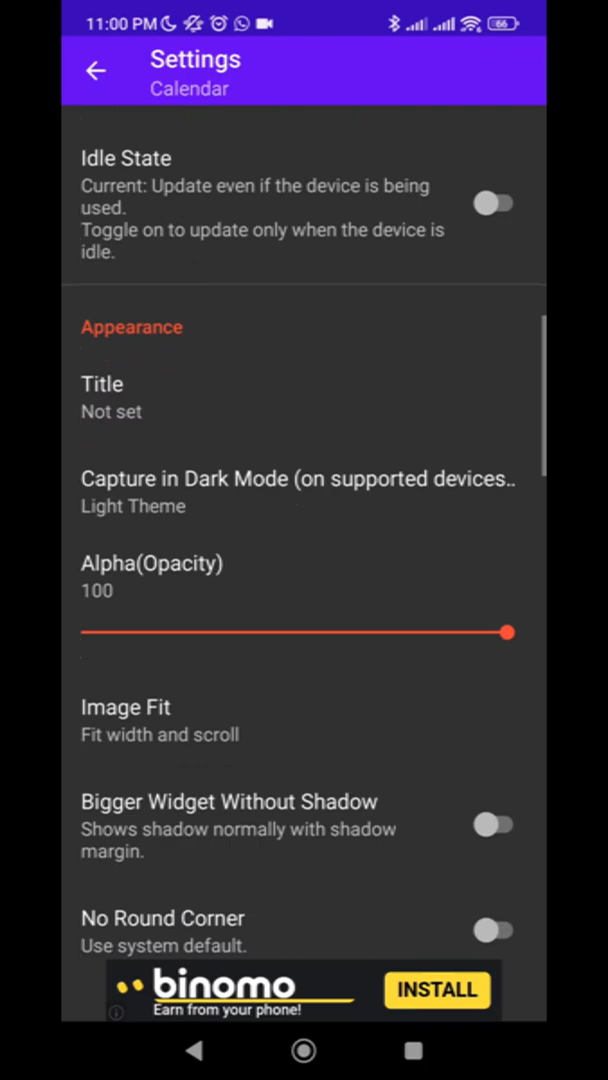 11:00 PM
66
Settings
Calendar
Idle State
Current: Update even if the device is being
used.
Toggle on to update only when the device is
idle.
Appearance
Title
Not set
Capture in Dark Mode (on supported devices..
Light Theme
Alpha(Opacity)
100
Image Fit
Fit width and scroll
Bigger Widget Without Shadow
Shows shadow normally with shadow
margin.
No Round Corner
Use system default.
binomo
Earn from your phone!
INSTALL